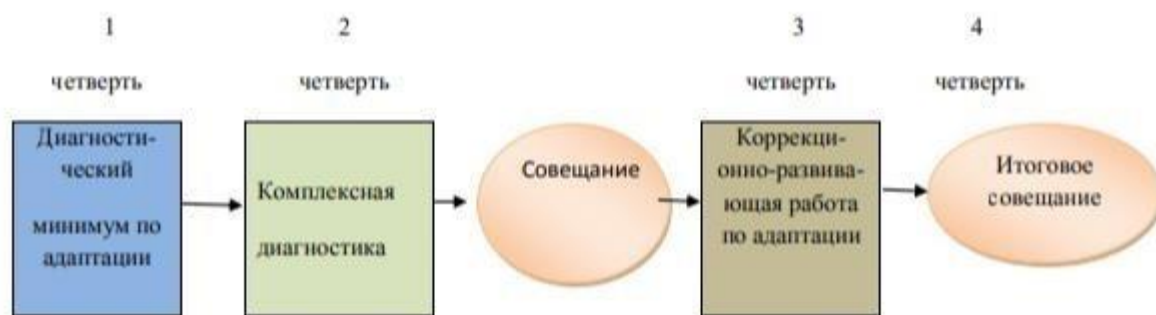 1
четверть
2
четверть
3
четверть
4
четверть
Диагности-
ческий
минимум по
адаптации
Комплексная
диагностика
Совещание
Коррекци-
онно-развива-
ющая работа
по адаптации
Итоговое
совещание